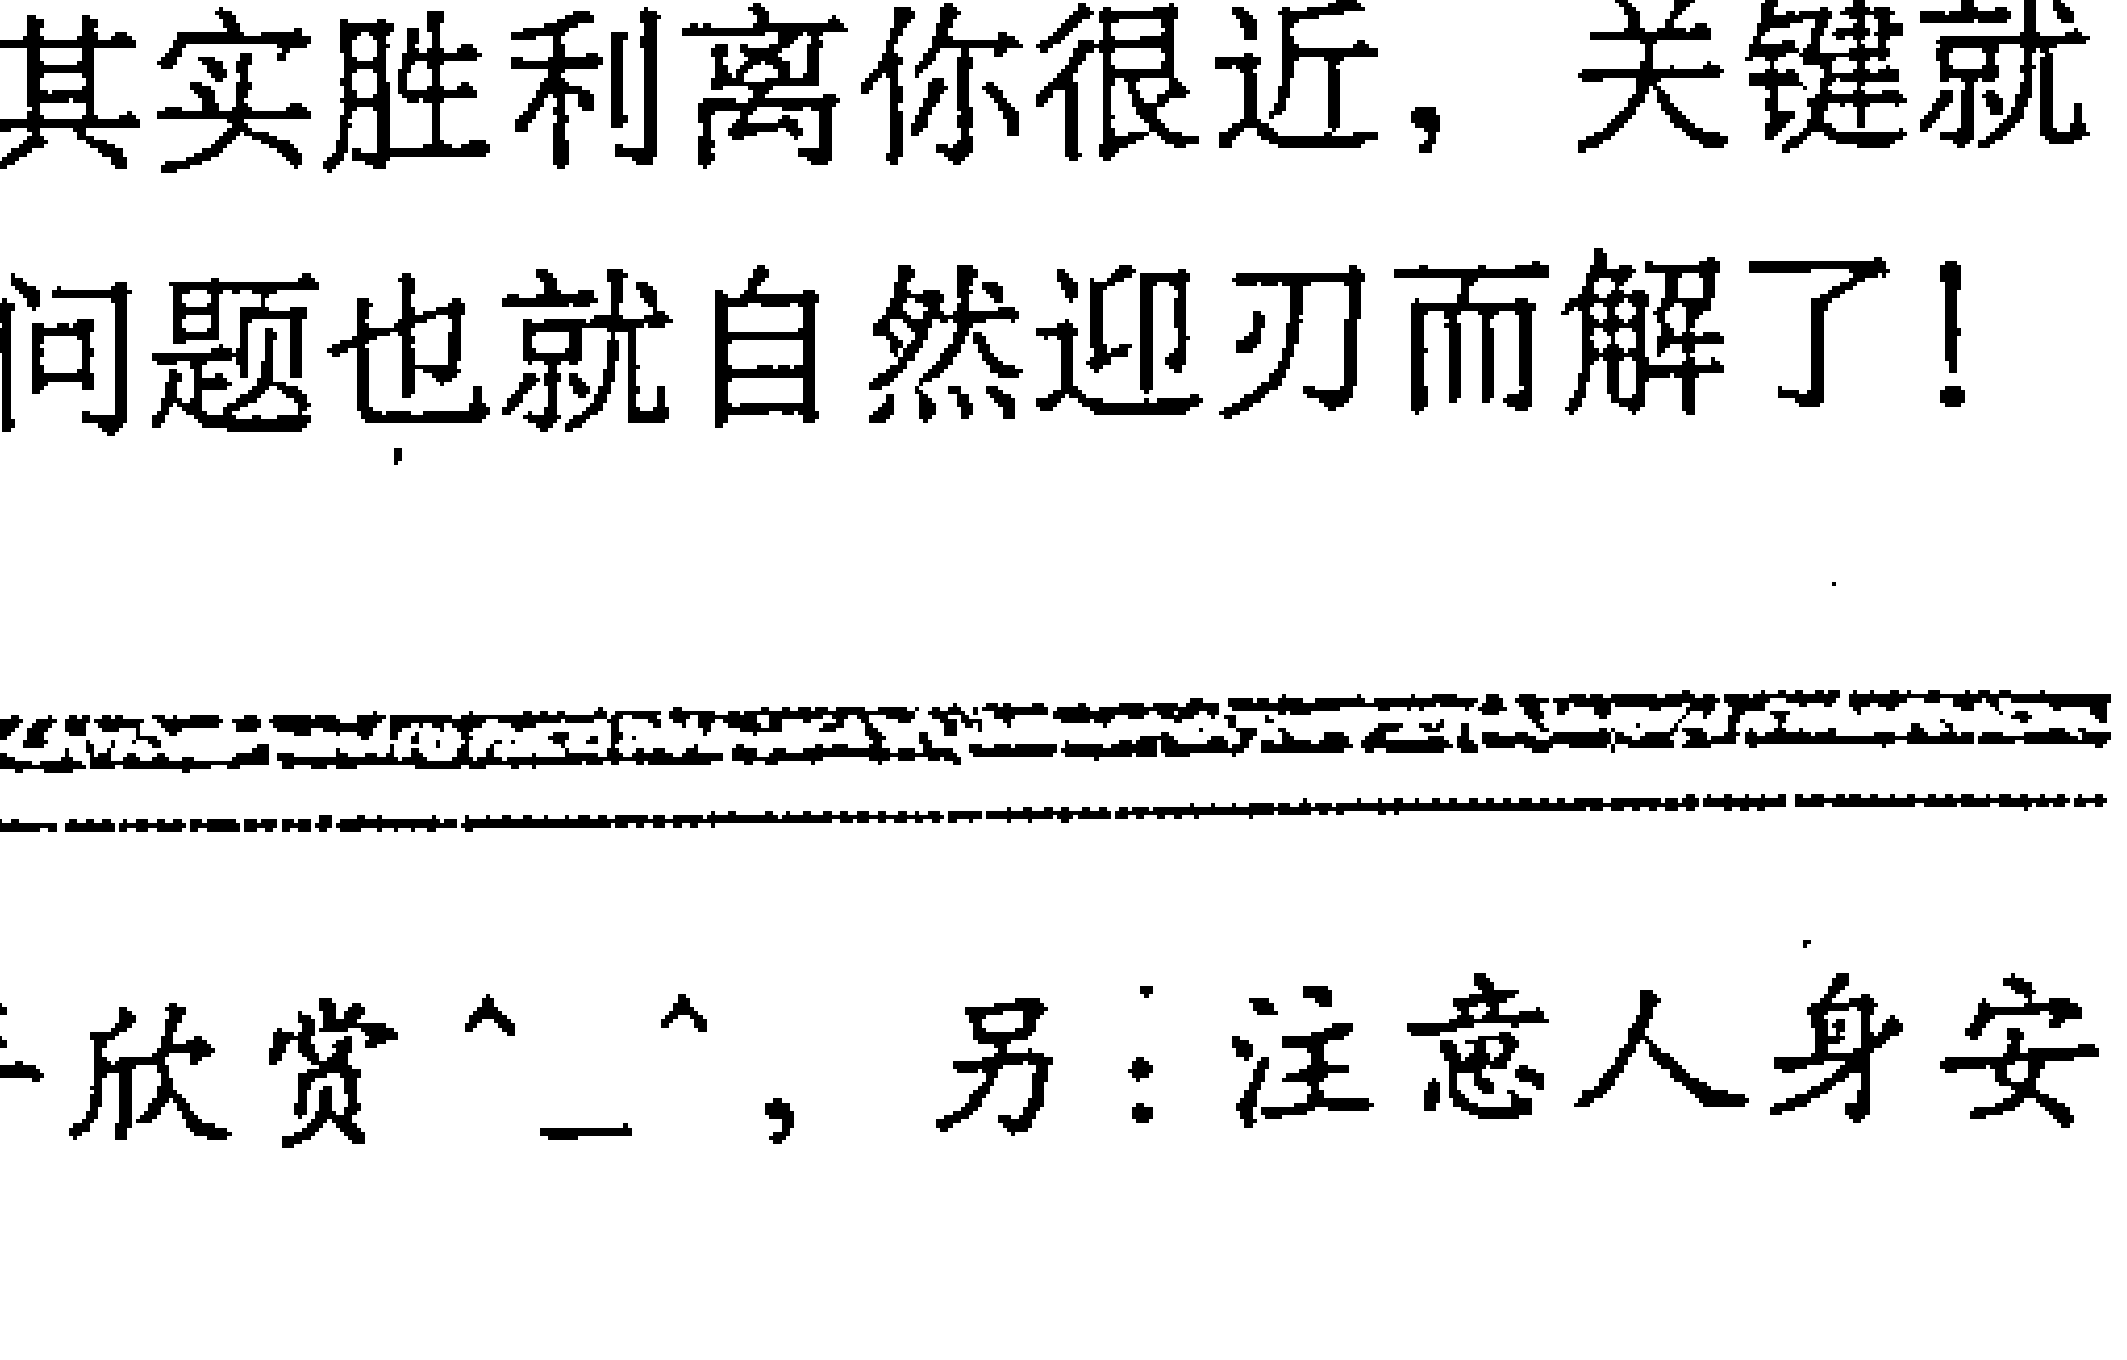 其实胜利离你很近，关键就
问题也就自然迎刃而解了！
欣赏^_^，另：注意人身安